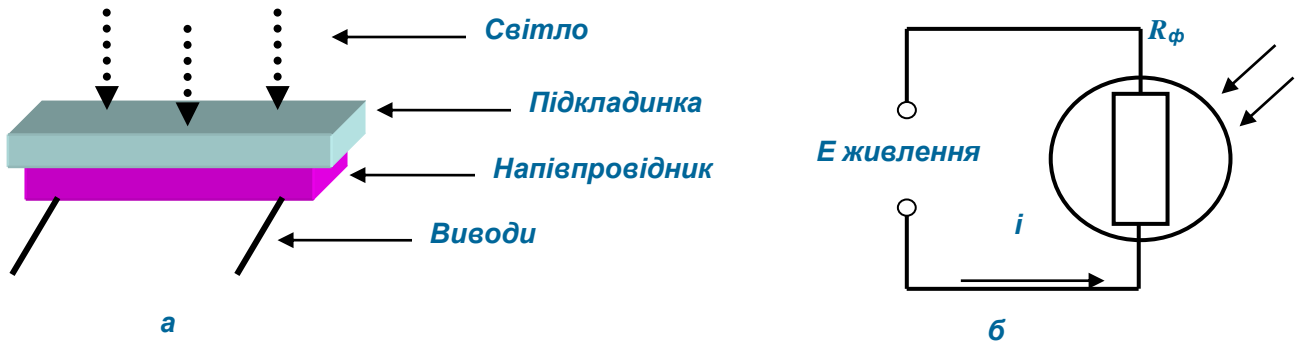 Світло
Підкладинка
Напівпровідник
Виводи
а
Rф
Е живлення
i
б